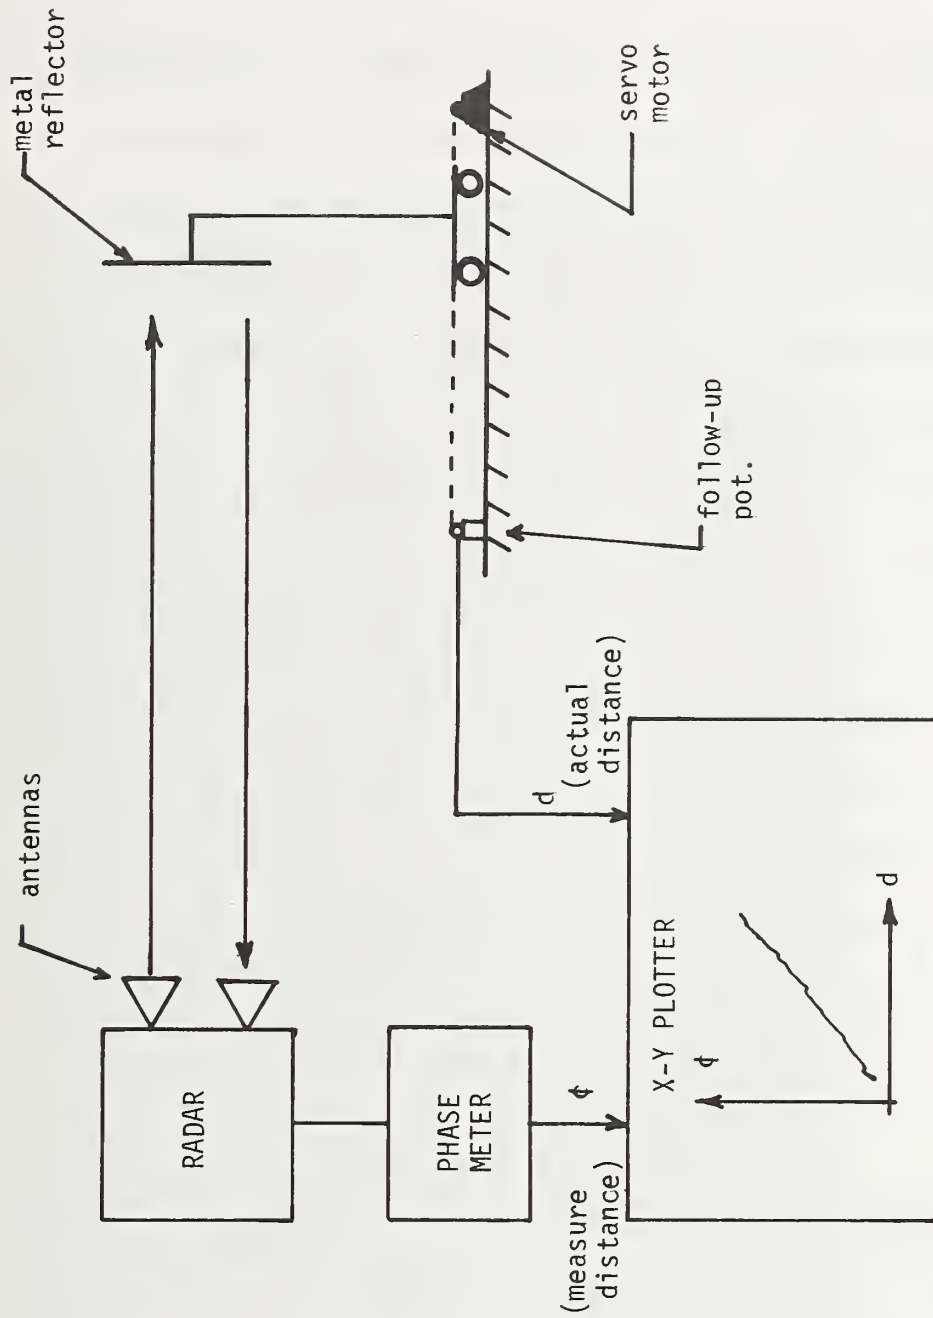 metal
reflector
antennas
RADAR
servo
motor
PHASE
METER
follow-up
pot.
¢
(measure
distance)
d
(actual
distance)
X-Y PLOTTER
¢
d